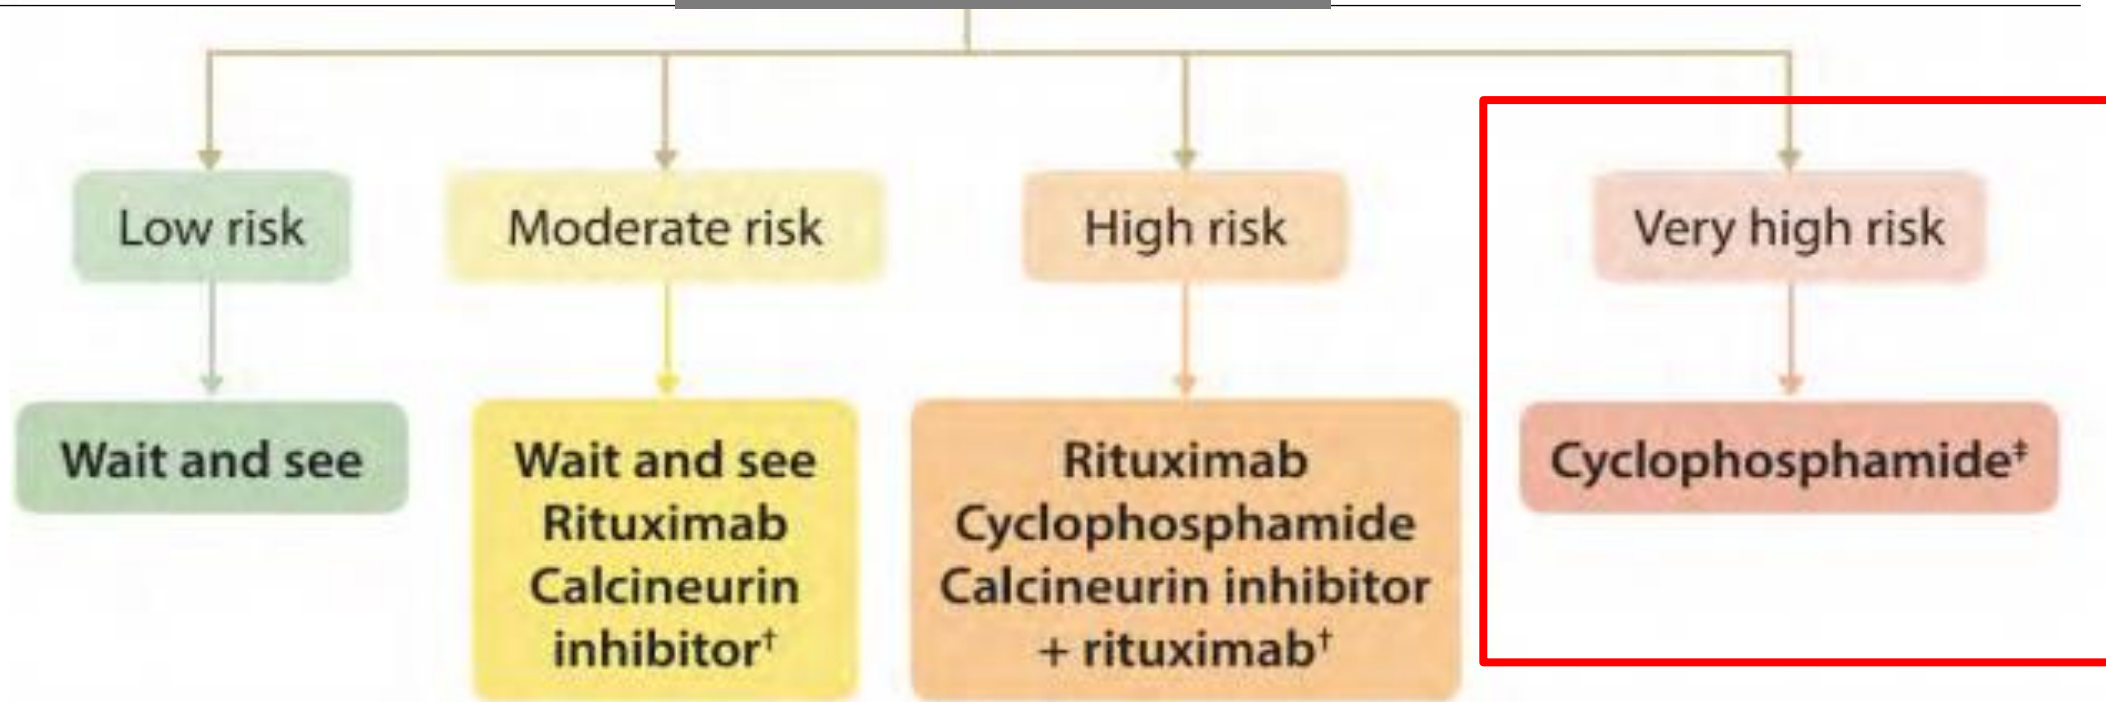 Low risk
Moderate risk
High risk
Very high risk
Wait and see
Wait and see
Rituximab
Calcineurin
inhibitor†
Rituximab
Cyclophosphamide
Calcineurin inhibitor
+ rituximab†
Cyclophosphamide‡